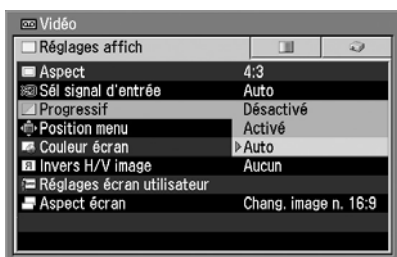 Vidéo
Réglages affich
Aspect 4:3
Sél signal d'entrée Auto
Progressif Désactivé
Position menu Activé
Couleur écran Auto
Invers H/V image Aucun
Réglages écran utilisateur
Aspect écran Chang. image n. 16:9